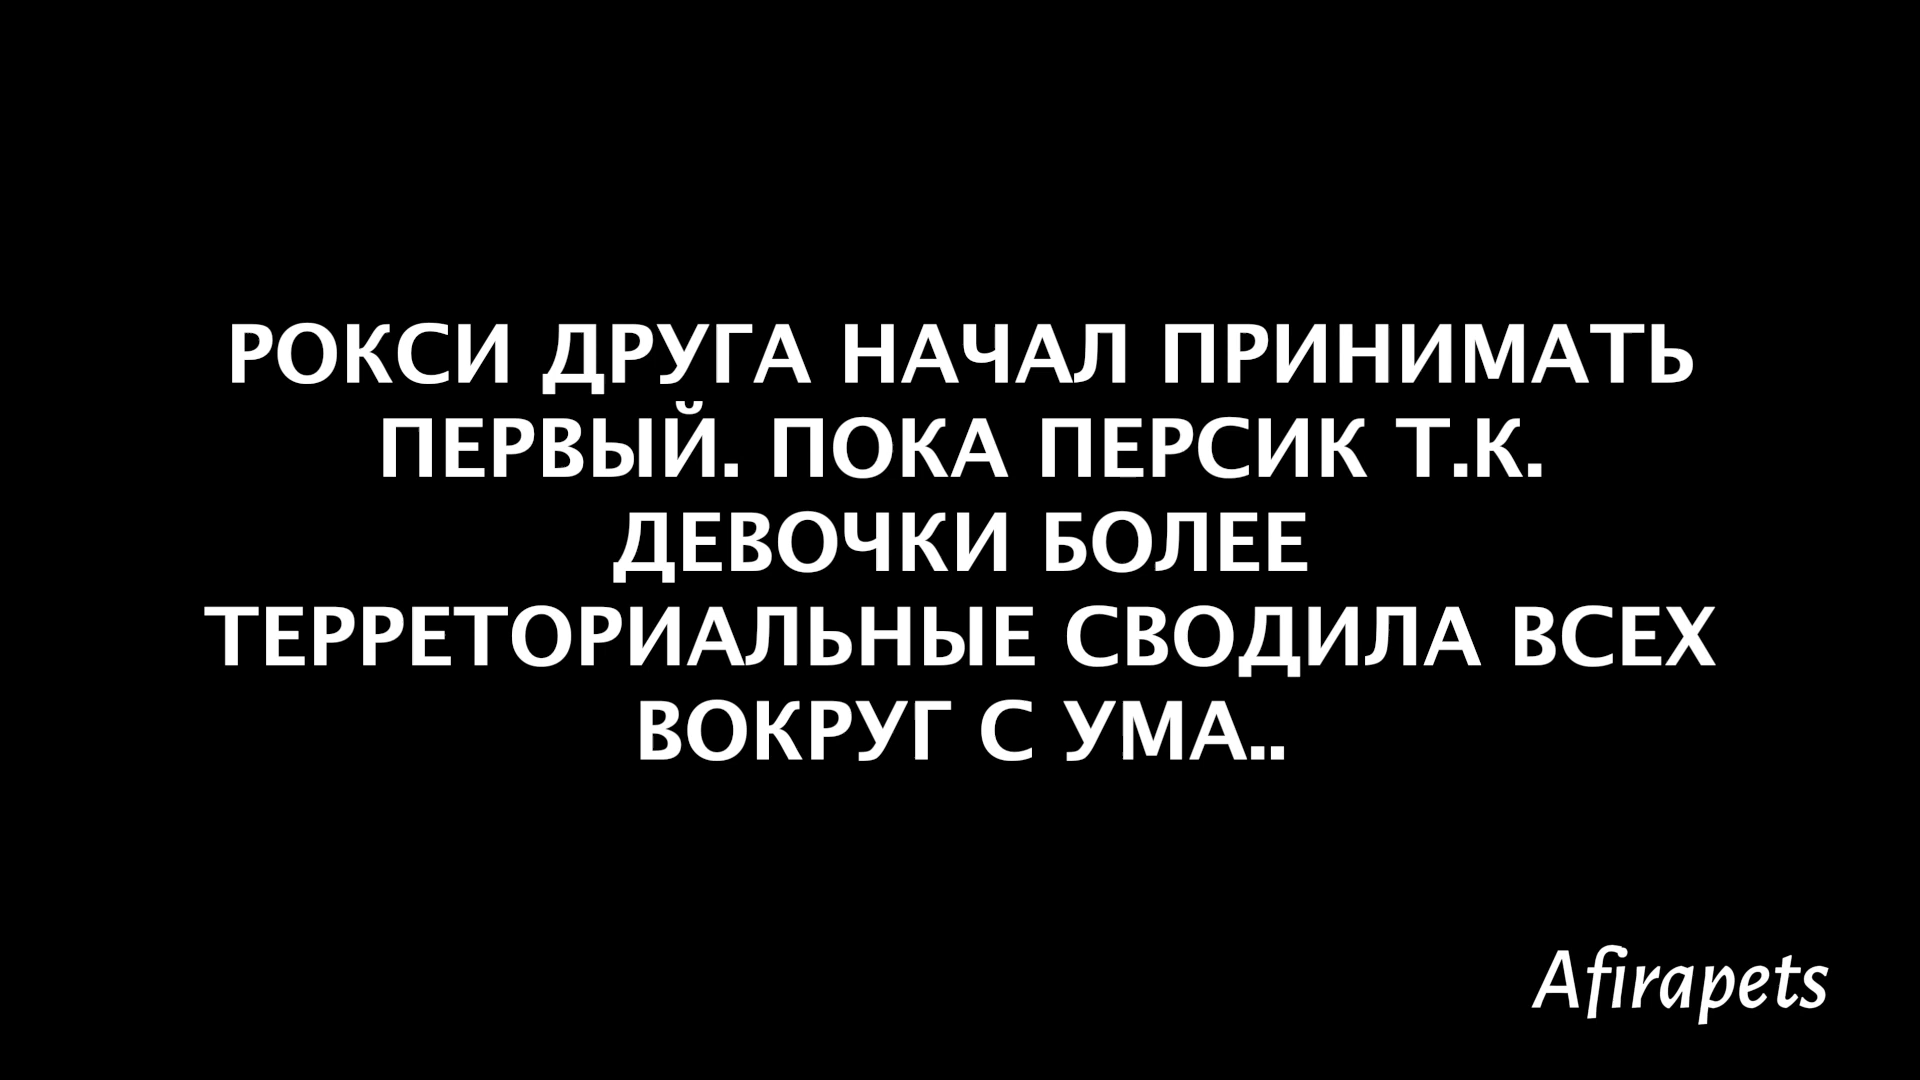 РОКСИ ДРУГА НАЧАЛ ПРИНИМАТЬ
ПЕРВЫЙ. ПОКА ПЕРСИК Т.К.
ДЕВОЧКИ БОЛЕЕ
ТЕРРЕТОРИАЛЬНЫЕ СВОДИЛА ВСЕХ
ВОКРУГ С УМА..
Afirapets